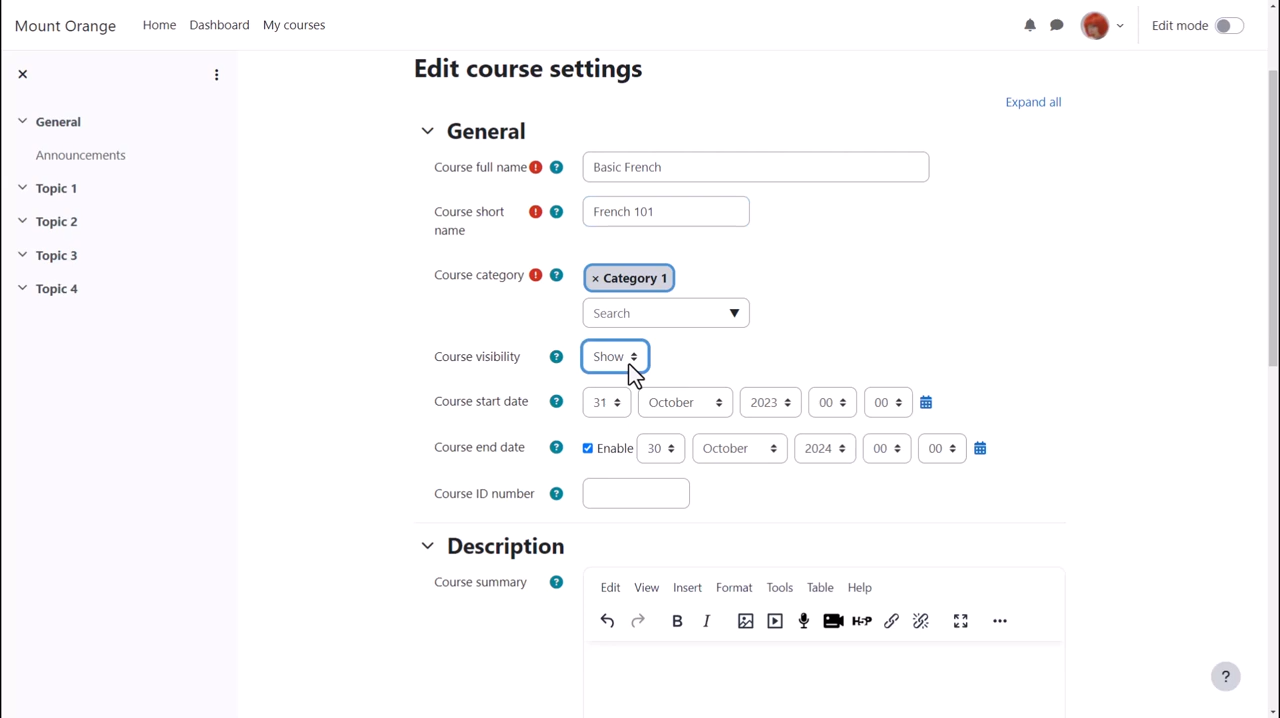 Mount Orange Home Dashboard My courses Edit mode
Edit course settings
Expand all
General
Announcements
Topic 1
Topic 2
Topic 3
Topic 4
General
Course full name Basic French
Course short name French 101
Course category × Category 1
Search
Course visibility Show
Course start date 31 October 2023 00 00
Course end date Enable 30 October 2024 00 00
Course ID number
Description
Course summary
Edit View Insert Format Tools Table Help
B I H-P
?